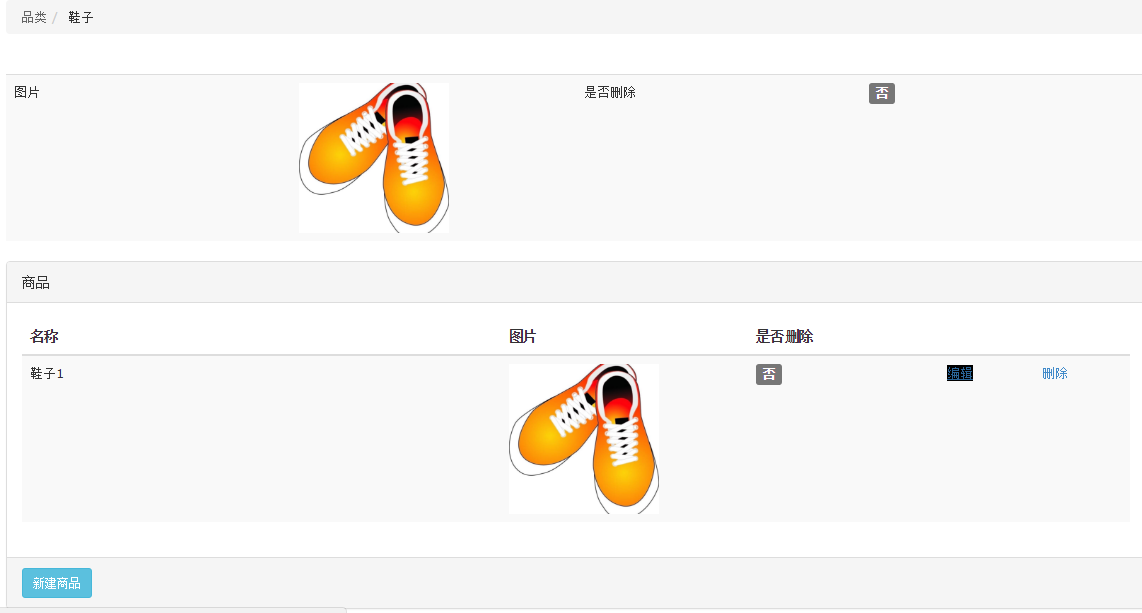 品类 / 鞋子
图片 是否删除 否
商品
名称 图片 是否删除
鞋子1 否 编辑 删除
新建商品